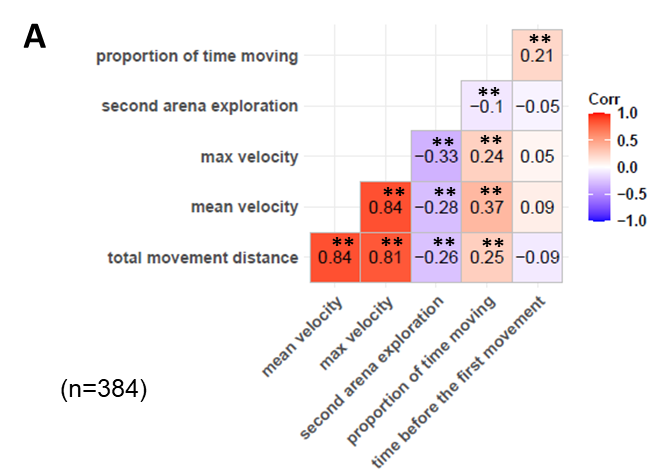 A
**
proportion of time moving 0.21
** 
second arena exploration −0.1 −0.05
** **
max velocity −0.33 0.24 0.05
** ** **
mean velocity 0.84 −0.28 0.37 0.09
** ** ** **
total movement distance 0.84 0.81 −0.26 0.25 −0.09
mean velocity
max velocity
second arena exploration
proportion of time moving
time before the first movement
Corr
1.0
0.5
0.0
−0.5
−1.0
(n=384)